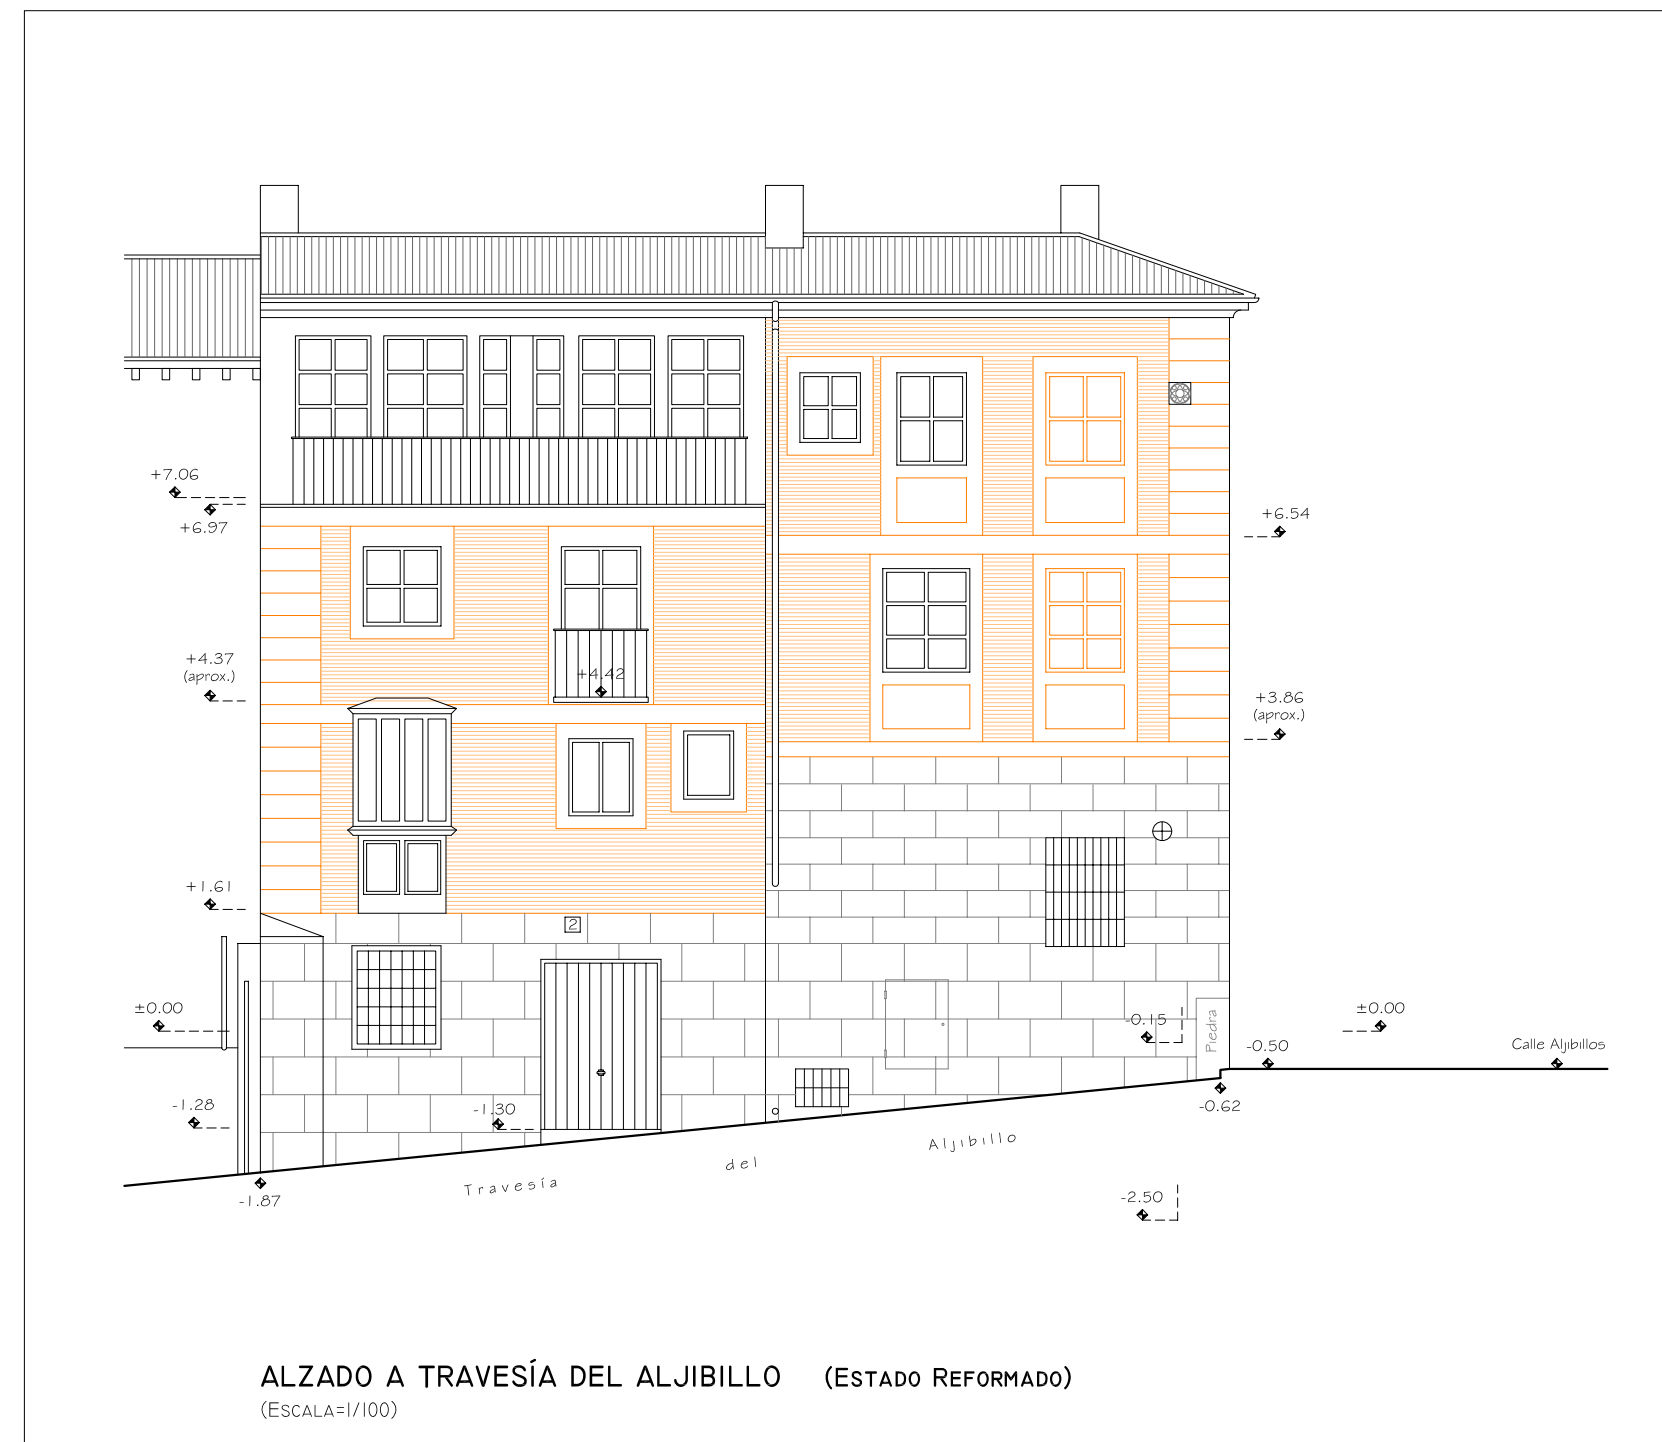 +7.06
+6.97
+6.54
+4.37
(aprox.)
+4.42
+3.86
(aprox.)
+1.61
2
±0.00
-0.15
Piedra
±0.00
-0.50
Calle Aljibillos
-1.28
-1.30
-0.62
Travesía del Aljibillo
-1.87
-2.50
ALZADO A TRAVESÍA DEL ALJIBILLO (ESTADO REFORMADO)
(ESCALA=1/100)